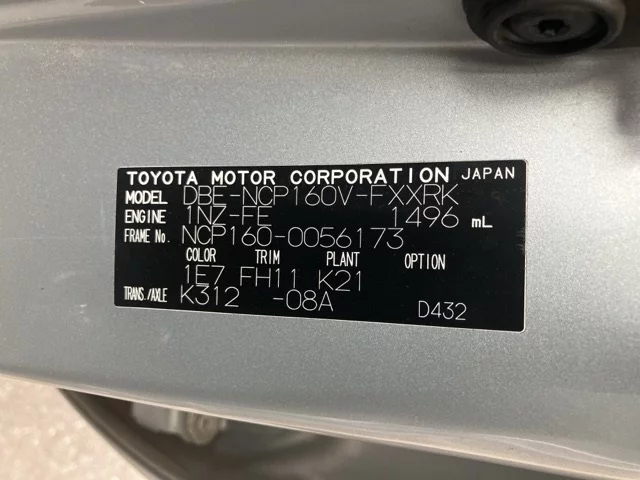 TOYOTA MOTOR CORPORATION JAPAN
MODEL DBE-NCP160V-FXXRK
ENGINE 1NZ-FE 1496 mL
FRAME No. NCP160-0056173
COLOR TRIM PLANT OPTION
1E7 FH11 K21
TRANS./AXLE K312 -08A D432